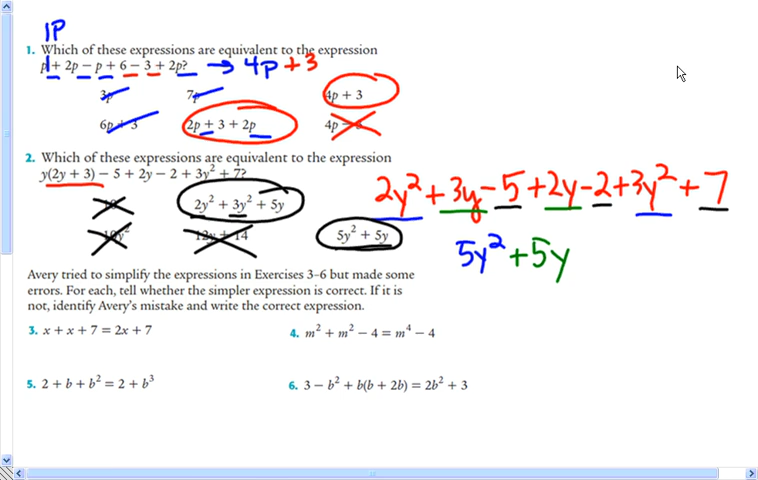 1P
1. Which of these expressions are equivalent to the expression
p + 2p − p + 6 − 3 + 2p? → 4p + 3
3p 7p 4p + 3
6p + 3 2p + 3 + 2p 4p −
2. Which of these expressions are equivalent to the expression
y(2y + 3) − 5 + 2y − 2 + 3y² + 7?
2y² + 3y − 5 + 2y − 2 + 3y² + 7
2y² + 3y² + 5y
10y² 12y + 14 5y² + 5y
5y² + 5y
Avery tried to simplify the expressions in Exercises 3–6 but made some
errors. For each, tell whether the simpler expression is correct. If it is
not, identify Avery's mistake and write the correct expression.
3. x + x + 7 = 2x + 7 4. m² + m² − 4 = m⁴ − 4
5. 2 + b + b² = 2 + b³ 6. 3 − b² + b(b + 2b) = 2b² + 3